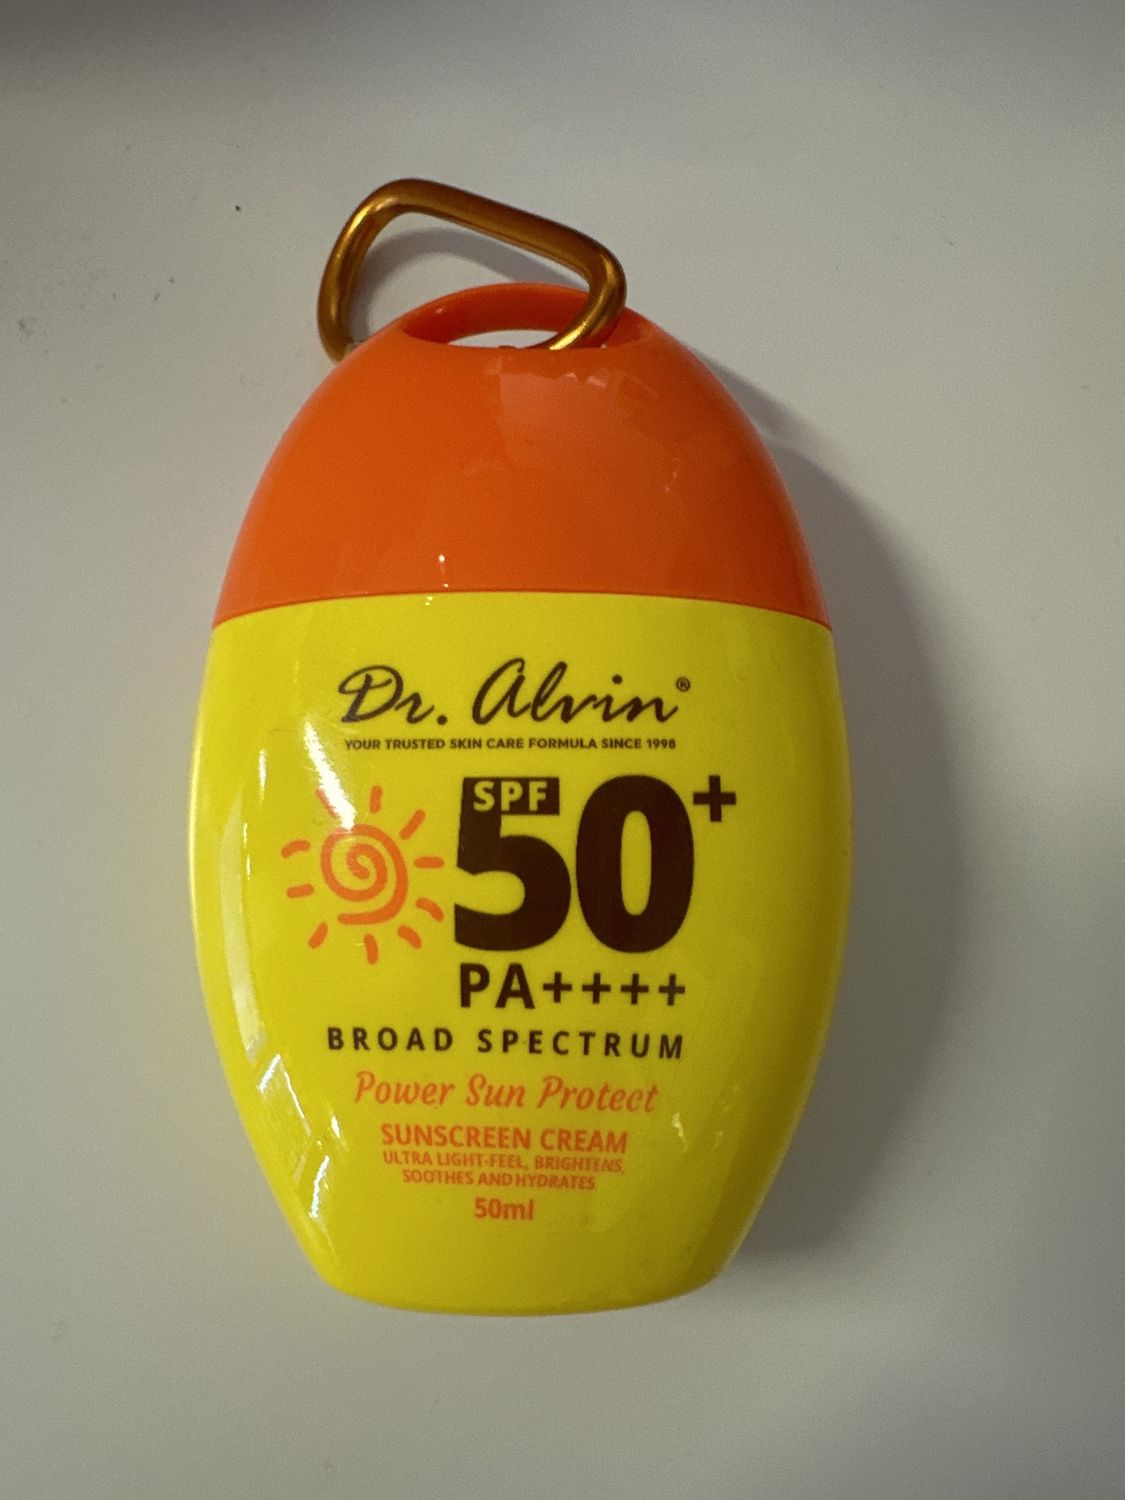 Dr. Alvin®
YOUR TRUSTED SKIN CARE FORMULA SINCE 1998
SPF
50+
PA++++
BROAD SPECTRUM
Power Sun Protect
SUNSCREEN CREAM
ULTRA LIGHT-FEEL, BRIGHTENS,
SOOTHES AND HYDRATES
50ml